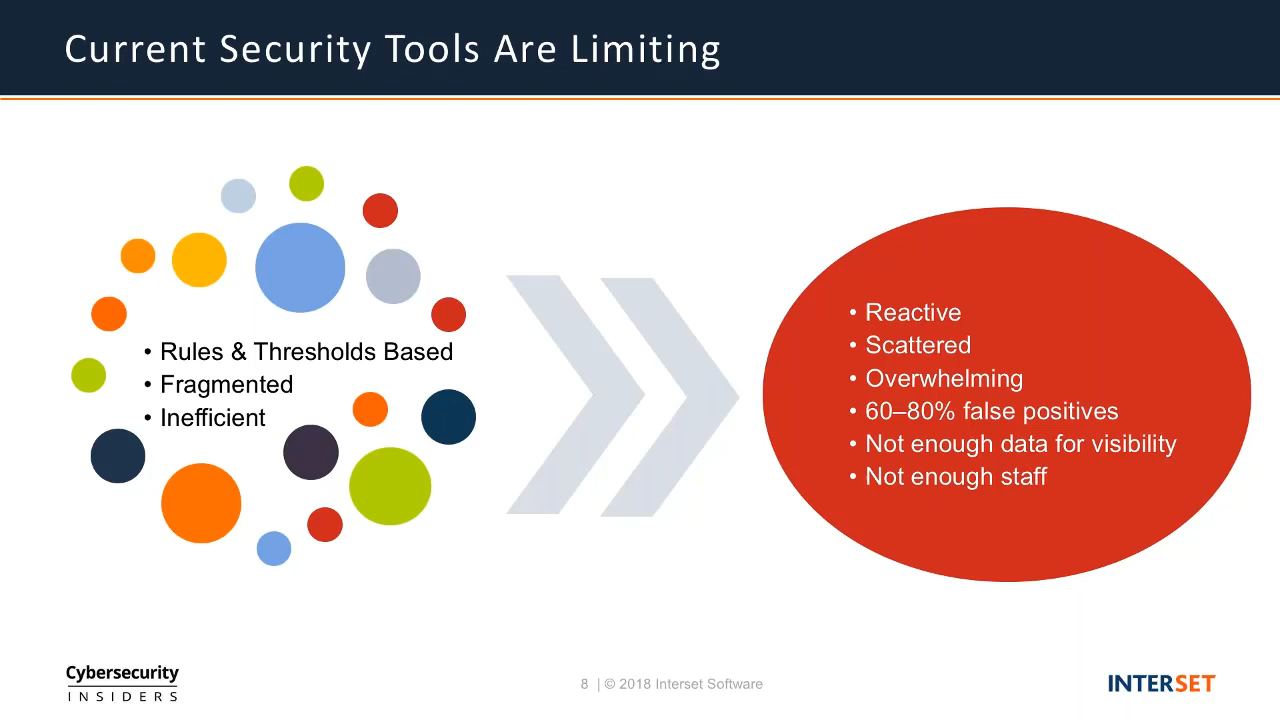 Current Security Tools Are Limiting
• Rules & Thresholds Based
• Fragmented
• Inefficient
• Reactive
• Scattered
• Overwhelming
• 60–80% false positives
• Not enough data for visibility
• Not enough staff
Cybersecurity
INSIDERS
8 | © 2018 Interset Software
INTERSET